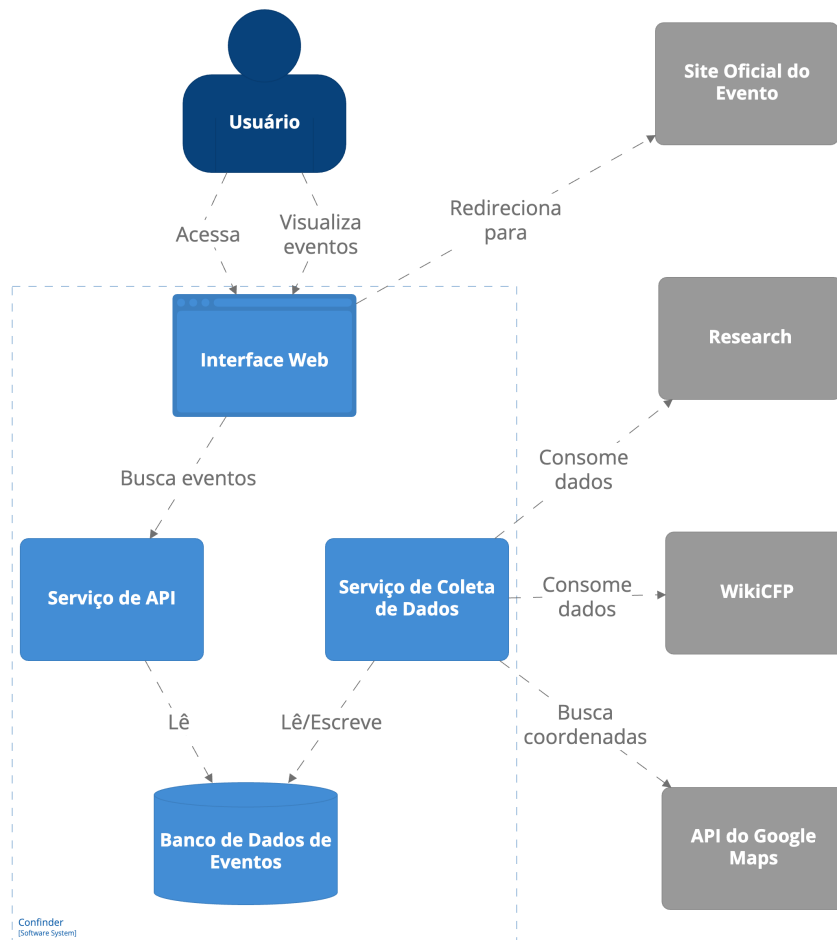 Usuário
Site Oficial do
Evento
Acessa
Visualiza
eventos
Redireciona
para
Interface Web
Research
Busca eventos
Consome
dados
Serviço de API
Serviço de Coleta
de Dados
Consome
dados
WikiCFP
Lê
Lê/Escreve
Busca
coordenadas
Banco de Dados de
Eventos
API do Google
Maps
Confinder
[Software System]